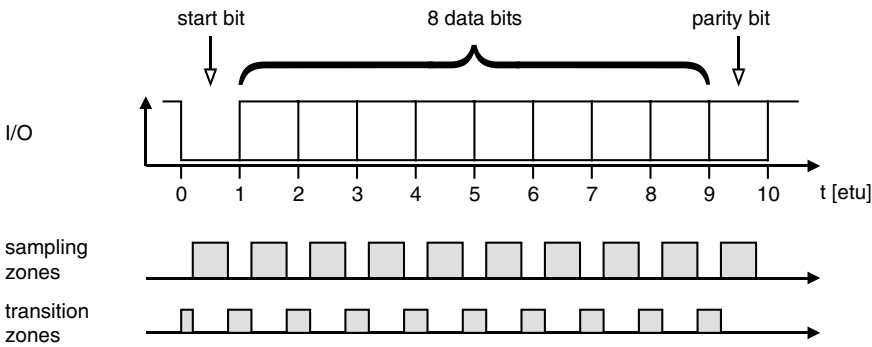 start bit 8 data bits parity bit
I/O
0 1 2 3 4 5 6 7 8 9 10 t [etu]
sampling
zones
transition
zones